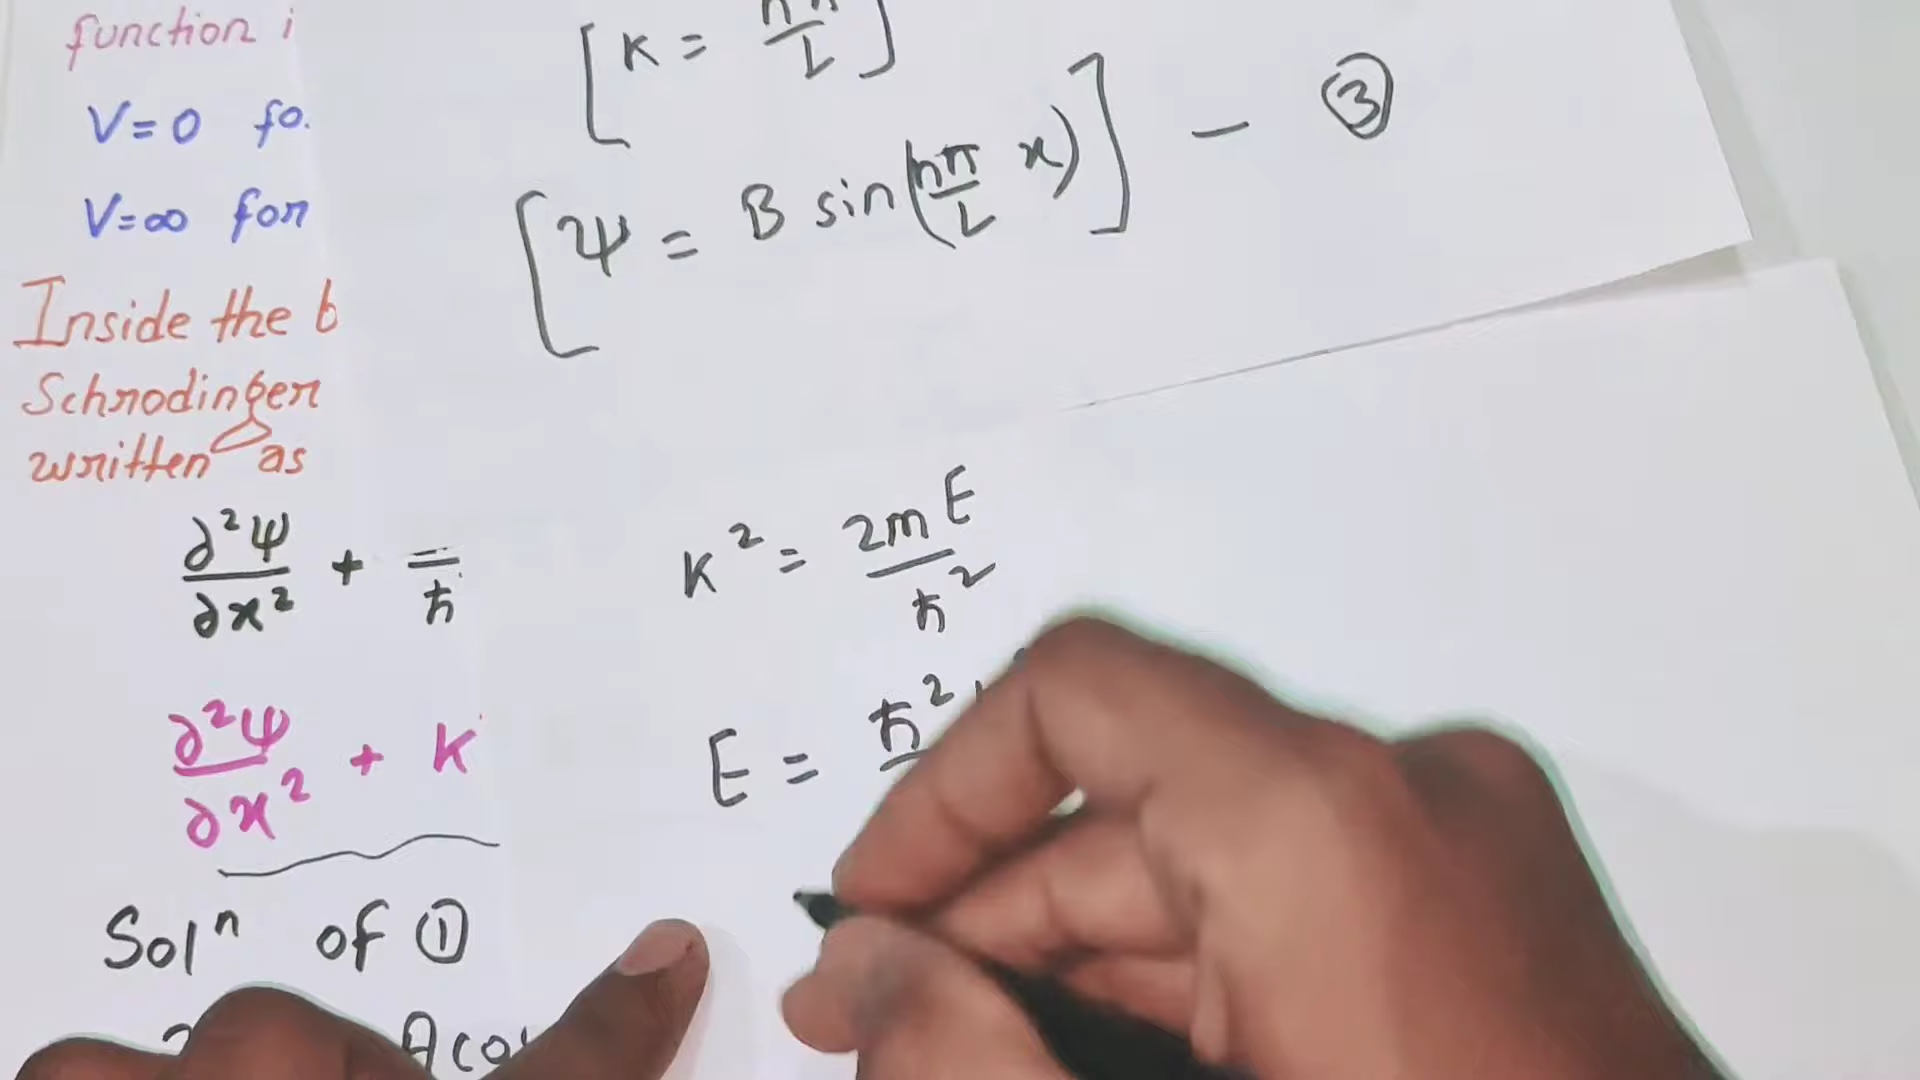 function i
V=0 fo.
V=∞ for
Inside the b
Schrodinger
written as
∂²ψ/∂x² + —/ħ
∂²ψ/∂x² + K
Solⁿ of ①
Acos
[K = nπ/L]
[ψ = B sin(nπ/L x)] — ③
K² = 2mE/ħ²
E = ħ²